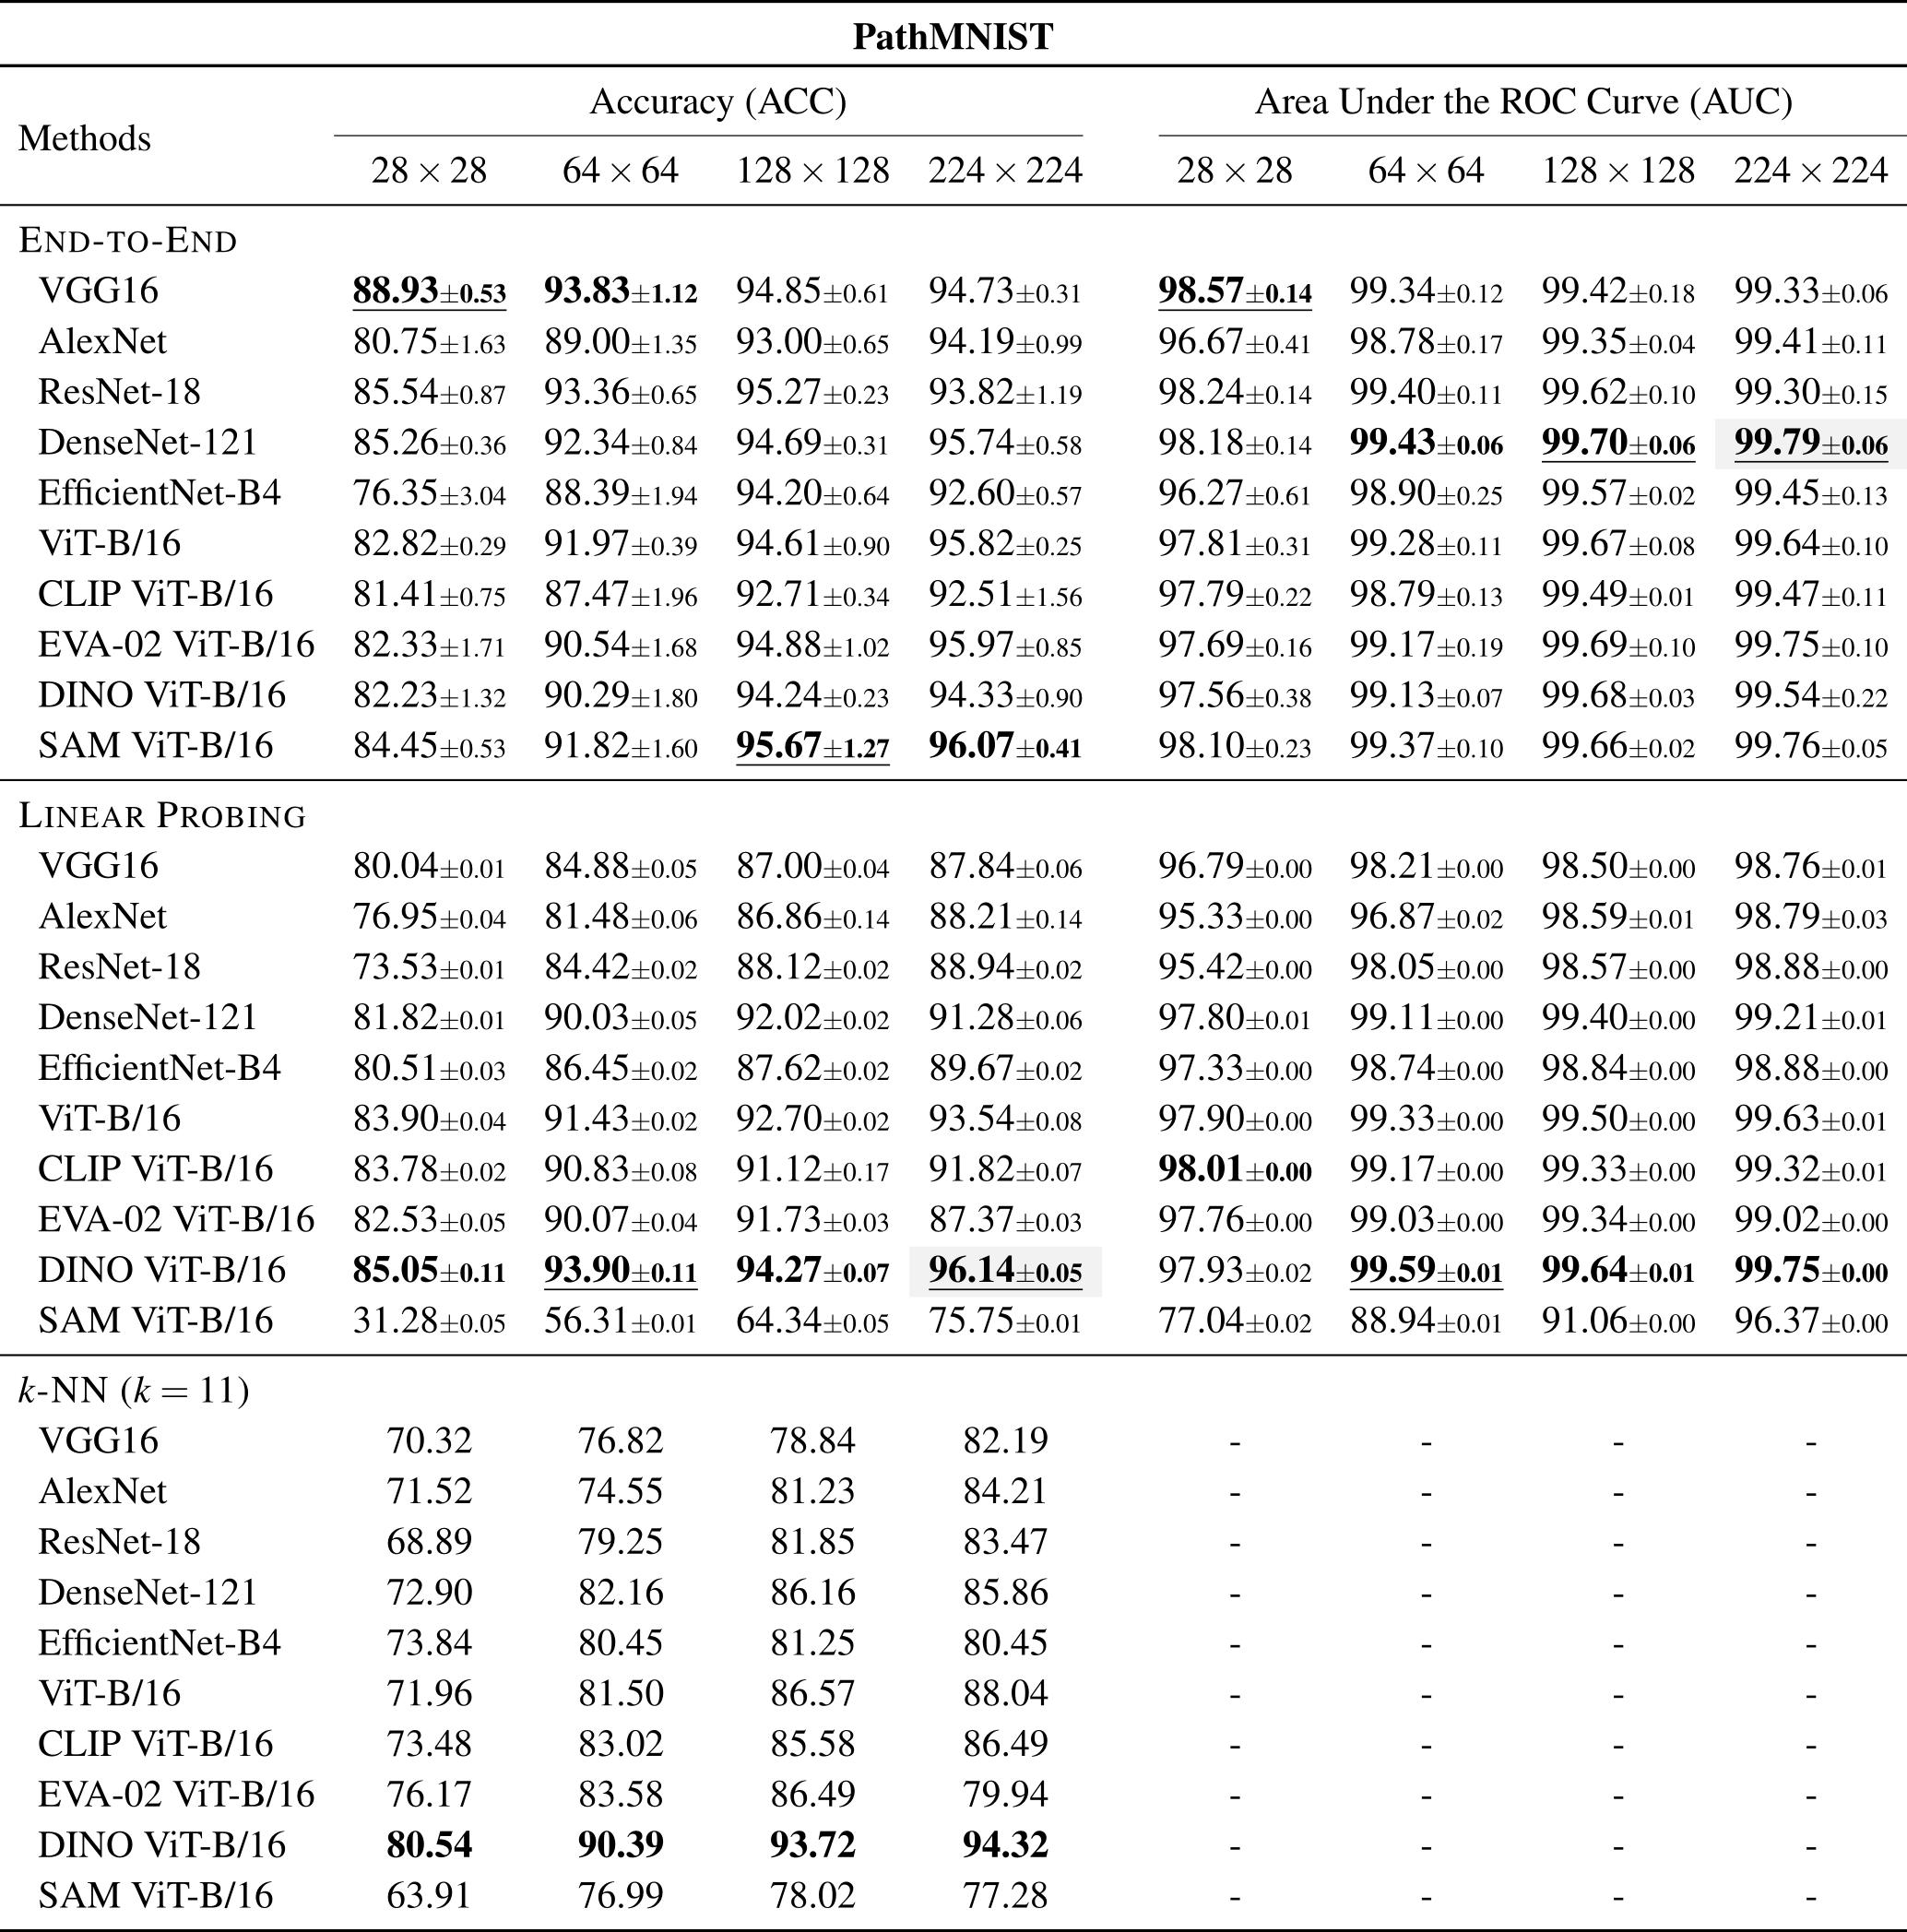 PathMNIST
Methods Accuracy (ACC) Area Under the ROC Curve (AUC)
28 × 28 64 × 64 128 × 128 224 × 224 28 × 28 64 × 64 128 × 128 224 × 224
END-TO-END
VGG16 88.93±0.53 93.83±1.12 94.85±0.61 94.73±0.31 98.57±0.14 99.34±0.12 99.42±0.18 99.33±0.06
AlexNet 80.75±1.63 89.00±1.35 93.00±0.65 94.19±0.99 96.67±0.41 98.78±0.17 99.35±0.04 99.41±0.11
ResNet-18 85.54±0.87 93.36±0.65 95.27±0.23 93.82±1.19 98.24±0.14 99.40±0.11 99.62±0.10 99.30±0.15
DenseNet-121 85.26±0.36 92.34±0.84 94.69±0.31 95.74±0.58 98.18±0.14 99.43±0.06 99.70±0.06 99.79±0.06
EfficientNet-B4 76.35±3.04 88.39±1.94 94.20±0.64 92.60±0.57 96.27±0.61 98.90±0.25 99.57±0.02 99.45±0.13
ViT-B/16 82.82±0.29 91.97±0.39 94.61±0.90 95.82±0.25 97.81±0.31 99.28±0.11 99.67±0.08 99.64±0.10
CLIP ViT-B/16 81.41±0.75 87.47±1.96 92.71±0.34 92.51±1.56 97.79±0.22 98.79±0.13 99.49±0.01 99.47±0.11
EVA-02 ViT-B/16 82.33±1.71 90.54±1.68 94.88±1.02 95.97±0.85 97.69±0.16 99.17±0.19 99.69±0.10 99.75±0.10
DINO ViT-B/16 82.23±1.32 90.29±1.80 94.24±0.23 94.33±0.90 97.56±0.38 99.13±0.07 99.68±0.03 99.54±0.22
SAM ViT-B/16 84.45±0.53 91.82±1.60 95.67±1.27 96.07±0.41 98.10±0.23 99.37±0.10 99.66±0.02 99.76±0.05
LINEAR PROBING
VGG16 80.04±0.01 84.88±0.05 87.00±0.04 87.84±0.06 96.79±0.00 98.21±0.00 98.50±0.00 98.76±0.01
AlexNet 76.95±0.04 81.48±0.06 86.86±0.14 88.21±0.14 95.33±0.00 96.87±0.02 98.59±0.01 98.79±0.03
ResNet-18 73.53±0.01 84.42±0.02 88.12±0.02 88.94±0.02 95.42±0.00 98.05±0.00 98.57±0.00 98.88±0.00
DenseNet-121 81.82±0.01 90.03±0.05 92.02±0.02 91.28±0.06 97.80±0.01 99.11±0.00 99.40±0.00 99.21±0.01
EfficientNet-B4 80.51±0.03 86.45±0.02 87.62±0.02 89.67±0.02 97.33±0.00 98.74±0.00 98.84±0.00 98.88±0.00
ViT-B/16 83.90±0.04 91.43±0.02 92.70±0.02 93.54±0.08 97.90±0.00 99.33±0.00 99.50±0.00 99.63±0.01
CLIP ViT-B/16 83.78±0.02 90.83±0.08 91.12±0.17 91.82±0.07 98.01±0.00 99.17±0.00 99.33±0.00 99.32±0.01
EVA-02 ViT-B/16 82.53±0.05 90.07±0.04 91.73±0.03 87.37±0.03 97.76±0.00 99.03±0.00 99.34±0.00 99.02±0.00
DINO ViT-B/16 85.05±0.11 93.90±0.11 94.27±0.07 96.14±0.05 97.93±0.02 99.59±0.01 99.64±0.01 99.75±0.00
SAM ViT-B/16 31.28±0.05 56.31±0.01 64.34±0.05 75.75±0.01 77.04±0.02 88.94±0.01 91.06±0.00 96.37±0.00
k-NN (k = 11)
VGG16 70.32 76.82 78.84 82.19 - - - -
AlexNet 71.52 74.55 81.23 84.21 - - - -
ResNet-18 68.89 79.25 81.85 83.47 - - - -
DenseNet-121 72.90 82.16 86.16 85.86 - - - -
EfficientNet-B4 73.84 80.45 81.25 80.45 - - - -
ViT-B/16 71.96 81.50 86.57 88.04 - - - -
CLIP ViT-B/16 73.48 83.02 85.58 86.49 - - - -
EVA-02 ViT-B/16 76.17 83.58 86.49 79.94 - - - -
DINO ViT-B/16 80.54 90.39 93.72 94.32 - - - -
SAM ViT-B/16 63.91 76.99 78.02 77.28 - - - -